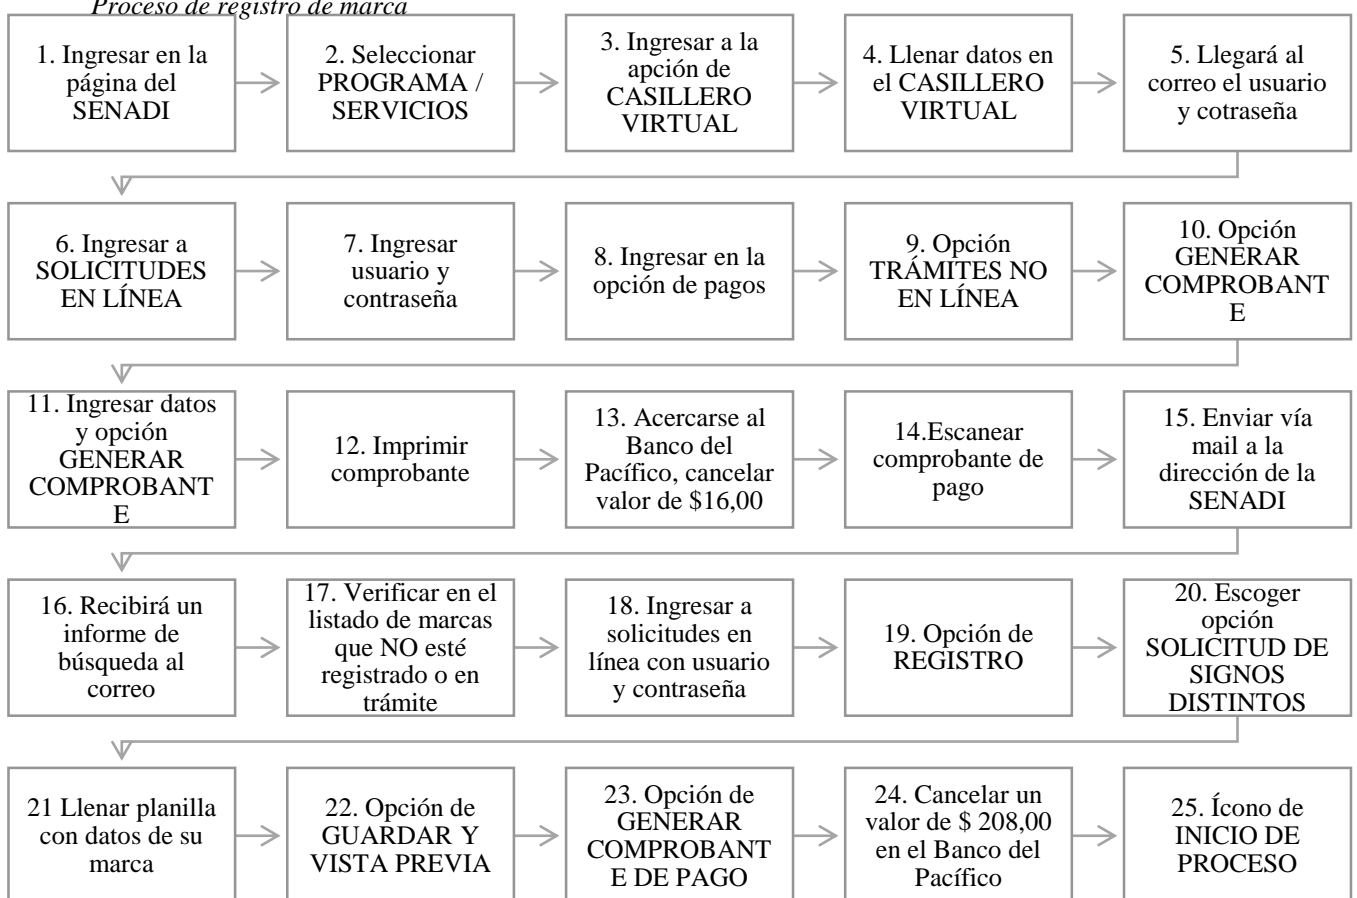 Proceso de registro de marca
1. Ingresar en la
página del
SENADI
2. Seleccionar
PROGRAMA /
SERVICIOS
3. Ingresar a la
apción de
CASILLERO
VIRTUAL
4. Llenar datos en
el CASILLERO
VIRTUAL
5. Llegará al
correo el usuario
y cotraseña
6. Ingresar a
SOLICITUDES
EN LÍNEA
7. Ingresar
usuario y
contraseña
8. Ingresar en la
opción de pagos
9. Opción
TRÁMITES NO
EN LÍNEA
10. Opción
GENERAR
COMPROBANT
E
11. Ingresar datos
y opción
GENERAR
COMPROBANT
E
12. Imprimir
comprobante
13. Acercarse al
Banco del
Pacífico, cancelar
valor de $16,00
14.Escanear
comprobante de
pago
15. Enviar vía
mail a la
dirección de la
SENADI
16. Recibirá un
informe de
búsqueda al
correo
17. Verificar en el
listado de marcas
que NO esté
registrado o en
trámite
18. Ingresar a
solicitudes en
línea con usuario
y contraseña
19. Opción de
REGISTRO
20. Escoger
opción
SOLICITUD DE
SIGNOS
DISTINTOS
21 Llenar planilla
con datos de su
marca
22. Opción de
GUARDAR Y
VISTA PREVIA
23. Opción de
GENERAR
COMPROBANT
E DE PAGO
24. Cancelar un
valor de $ 208,00
en el Banco del
Pacífico
25. Ícono de
INICIO DE
PROCESO